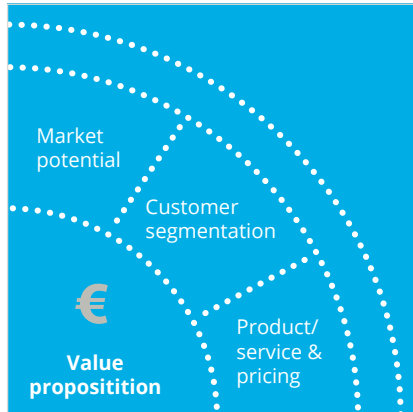 Market
potential
Customer
segmentation
€
Product/
service &
pricing
Value
propositition